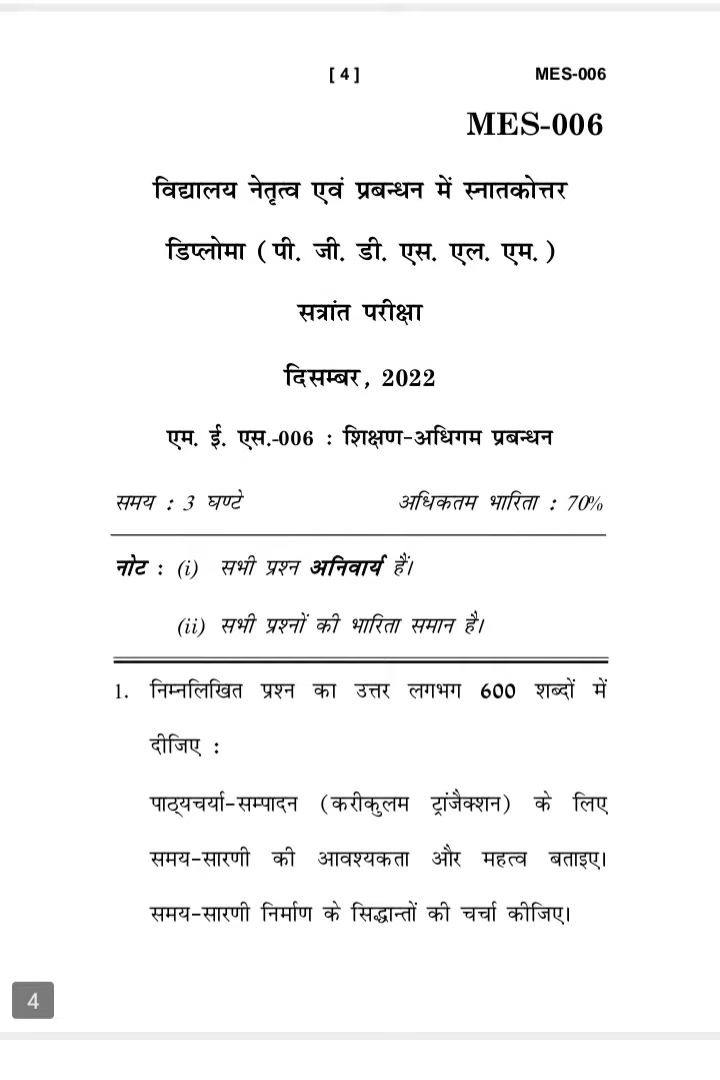 [ 4 ] MES-006
MES-006
विद्यालय नेतृत्व एवं प्रबन्धन में स्नातकोत्तर
डिप्लोमा ( पी. जी. डी. एस. एल. एम. )
सत्रांत परीक्षा
दिसम्बर, 2022
एम. ई. एस.-006 : शिक्षण-अधिगम प्रबन्धन
समय : 3 घण्टे अधिकतम भारिता : 70%
नोट : (i) सभी प्रश्न अनिवार्य हैं।
(ii) सभी प्रश्नों की भारिता समान है।
1. निम्नलिखित प्रश्न का उत्तर लगभग 600 शब्दों में
दीजिए :
पाठ्यचर्या-सम्पादन (करीकुलम ट्रांजैक्शन) के लिए
समय-सारणी की आवश्यकता और महत्व बताइए।
समय-सारणी निर्माण के सिद्धान्तों की चर्चा कीजिए।
4